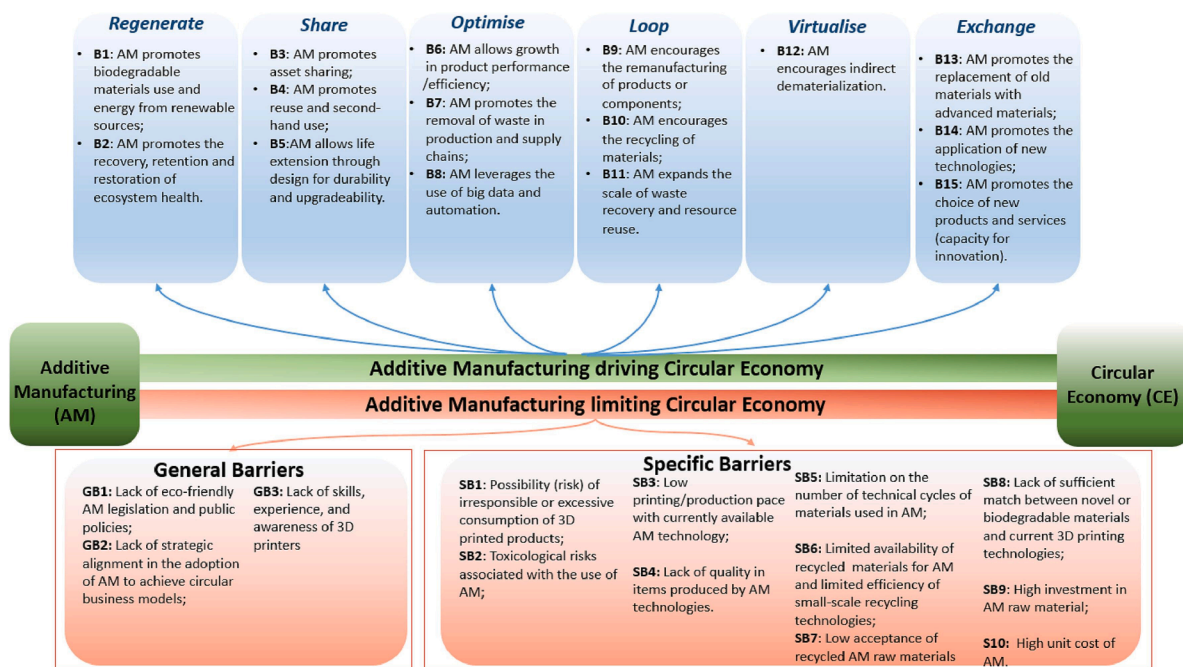 Regenerate
• B1: AM promotes
biodegradable
materials use and
energy from renewable
sources;
• B2: AM promotes the
recovery, retention and
restoration of
ecosystem health.
Share
• B3: AM promotes
asset sharing;
• B4: AM promotes
reuse and second-
hand use;
• B5:AM allows life
extension through
design for durability
and upgradeability.
Optimise
B6: AM allows growth
in product performance
/efficiency;
• B7: AM promotes the
removal of waste in
production and supply
chains;
• B8: AM leverages the
use of big data and
automation.
Loop
• B9: AM encourages
the remanufacturing
of products or
components;
• B10: AM encourages
the recycling of
materials;
• B11: AM expands the
scale of waste
recovery and resource
reuse.
Virtualise
• B12: AM
encourages indirect
dematerialization.
Exchange
• B13: AM promotes the
replacement of old
materials with
advanced materials;
• B14: AM promotes the
application of new
technologies;
• B15: AM promotes the
choice of new
products and services
(capacity for
innovation).
Additive
Manufacturing
(AM)
Additive Manufacturing driving Circular Economy
Additive Manufacturing limiting Circular Economy
Circular
Economy (CE)
General Barriers
GB1: Lack of eco-friendly
AM legislation and public
policies;
GB2: Lack of strategic
alignment in the adoption
of AM to achieve circular
business models;
GB3: Lack of skills,
experience, and
awareness of 3D
printers
Specific Barriers
SB1: Possibility (risk) of
irresponsible or excessive
consumption of 3D
printed products;
SB2: Toxicological risks
associated with the use of
AM;
SB3: Low
printing/production pace
with currently available
AM technology;
SB4: Lack of quality in
items produced by AM
technologies.
SB5: Limitation on the
number of technical cycles of
materials used in AM;
SB6: Limited availability of
recycled materials for AM
and limited efficiency of
small-scale recycling
technologies;
SB7: Low acceptance of
recycled AM raw materials
SB8: Lack of sufficient
match between novel or
biodegradable materials
and current 3D printing
technologies;
SB9: High investment in
AM raw material;
S10: High unit cost of
AM.